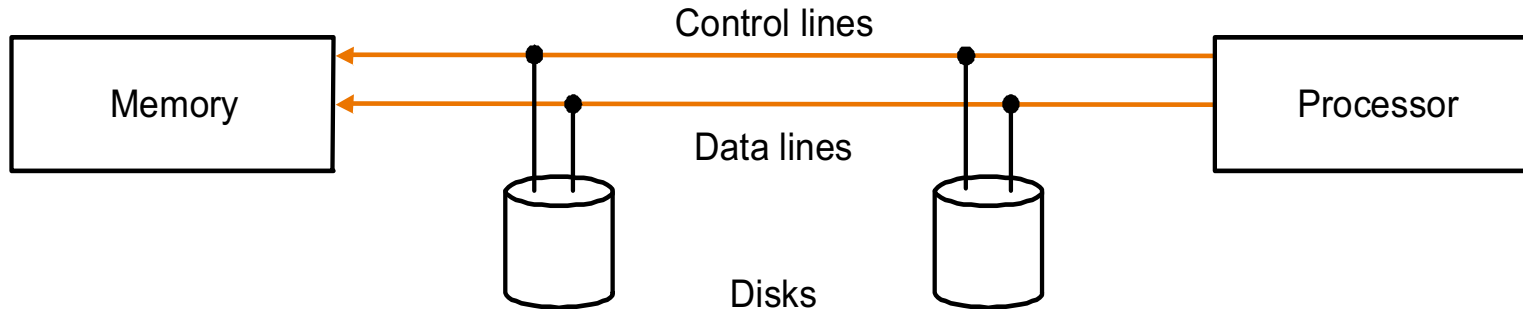 Control lines
Memory
Processor
Data lines
Disks